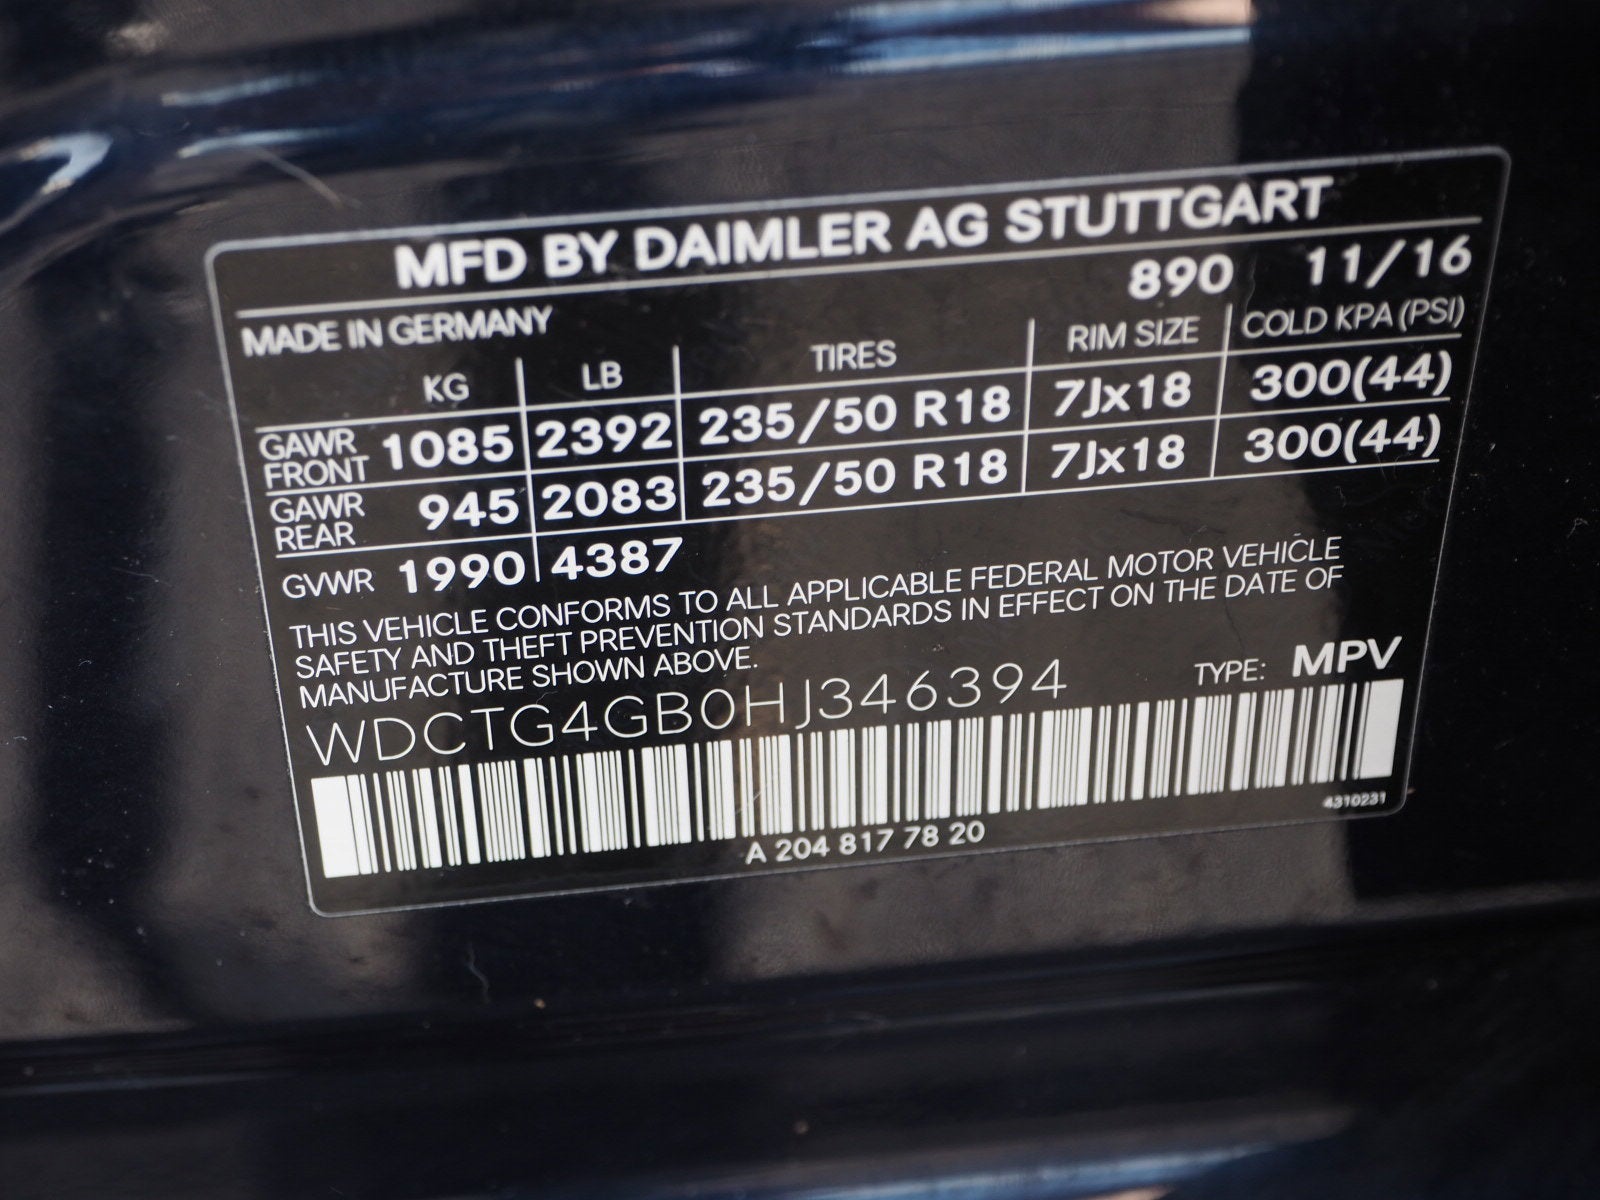 MFD BY DAIMLER AG STUTTGART
890 11/16
MADE IN GERMANY
KG LB TIRES RIM SIZE COLD KPA (PSI)
GAWR FRONT 1085 2392 235/50 R18 7Jx18 300(44)
GAWR REAR 945 2083 235/50 R18 7Jx18 300(44)
GVWR 1990 4387
THIS VEHICLE CONFORMS TO ALL APPLICABLE FEDERAL MOTOR VEHICLE
SAFETY AND THEFT PREVENTION STANDARDS IN EFFECT ON THE DATE OF
MANUFACTURE SHOWN ABOVE.
WDCTG4GB0HJ346394 TYPE: MPV
4310231
A 204 817 78 20